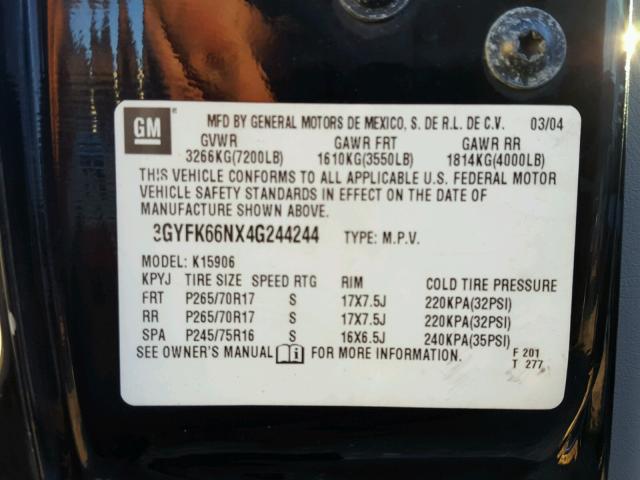 GM MFD BY GENERAL MOTORS DE MEXICO, S. DE R.L. DE C.V. 03/04
GVWR GAWR FRT GAWR RR
3266KG(7200LB) 1610KG(3550LB) 1814KG(4000LB)
THIS VEHICLE CONFORMS TO ALL APPLICABLE U.S. FEDERAL MOTOR
VEHICLE SAFETY STANDARDS IN EFFECT ON THE DATE OF
MANUFACTURE SHOWN ABOVE.
3GYFK66NX4G244244 TYPE: M.P.V.
MODEL: K15906
KPYJ TIRE SIZE SPEED RTG RIM COLD TIRE PRESSURE
FRT P265/70R17 S 17X7.5J 220KPA(32PSI)
RR P265/70R17 S 17X7.5J 220KPA(32PSI)
SPA P245/75R16 S 16X6.5J 240KPA(35PSI)
SEE OWNER'S MANUAL FOR MORE INFORMATION. F 201
T 277